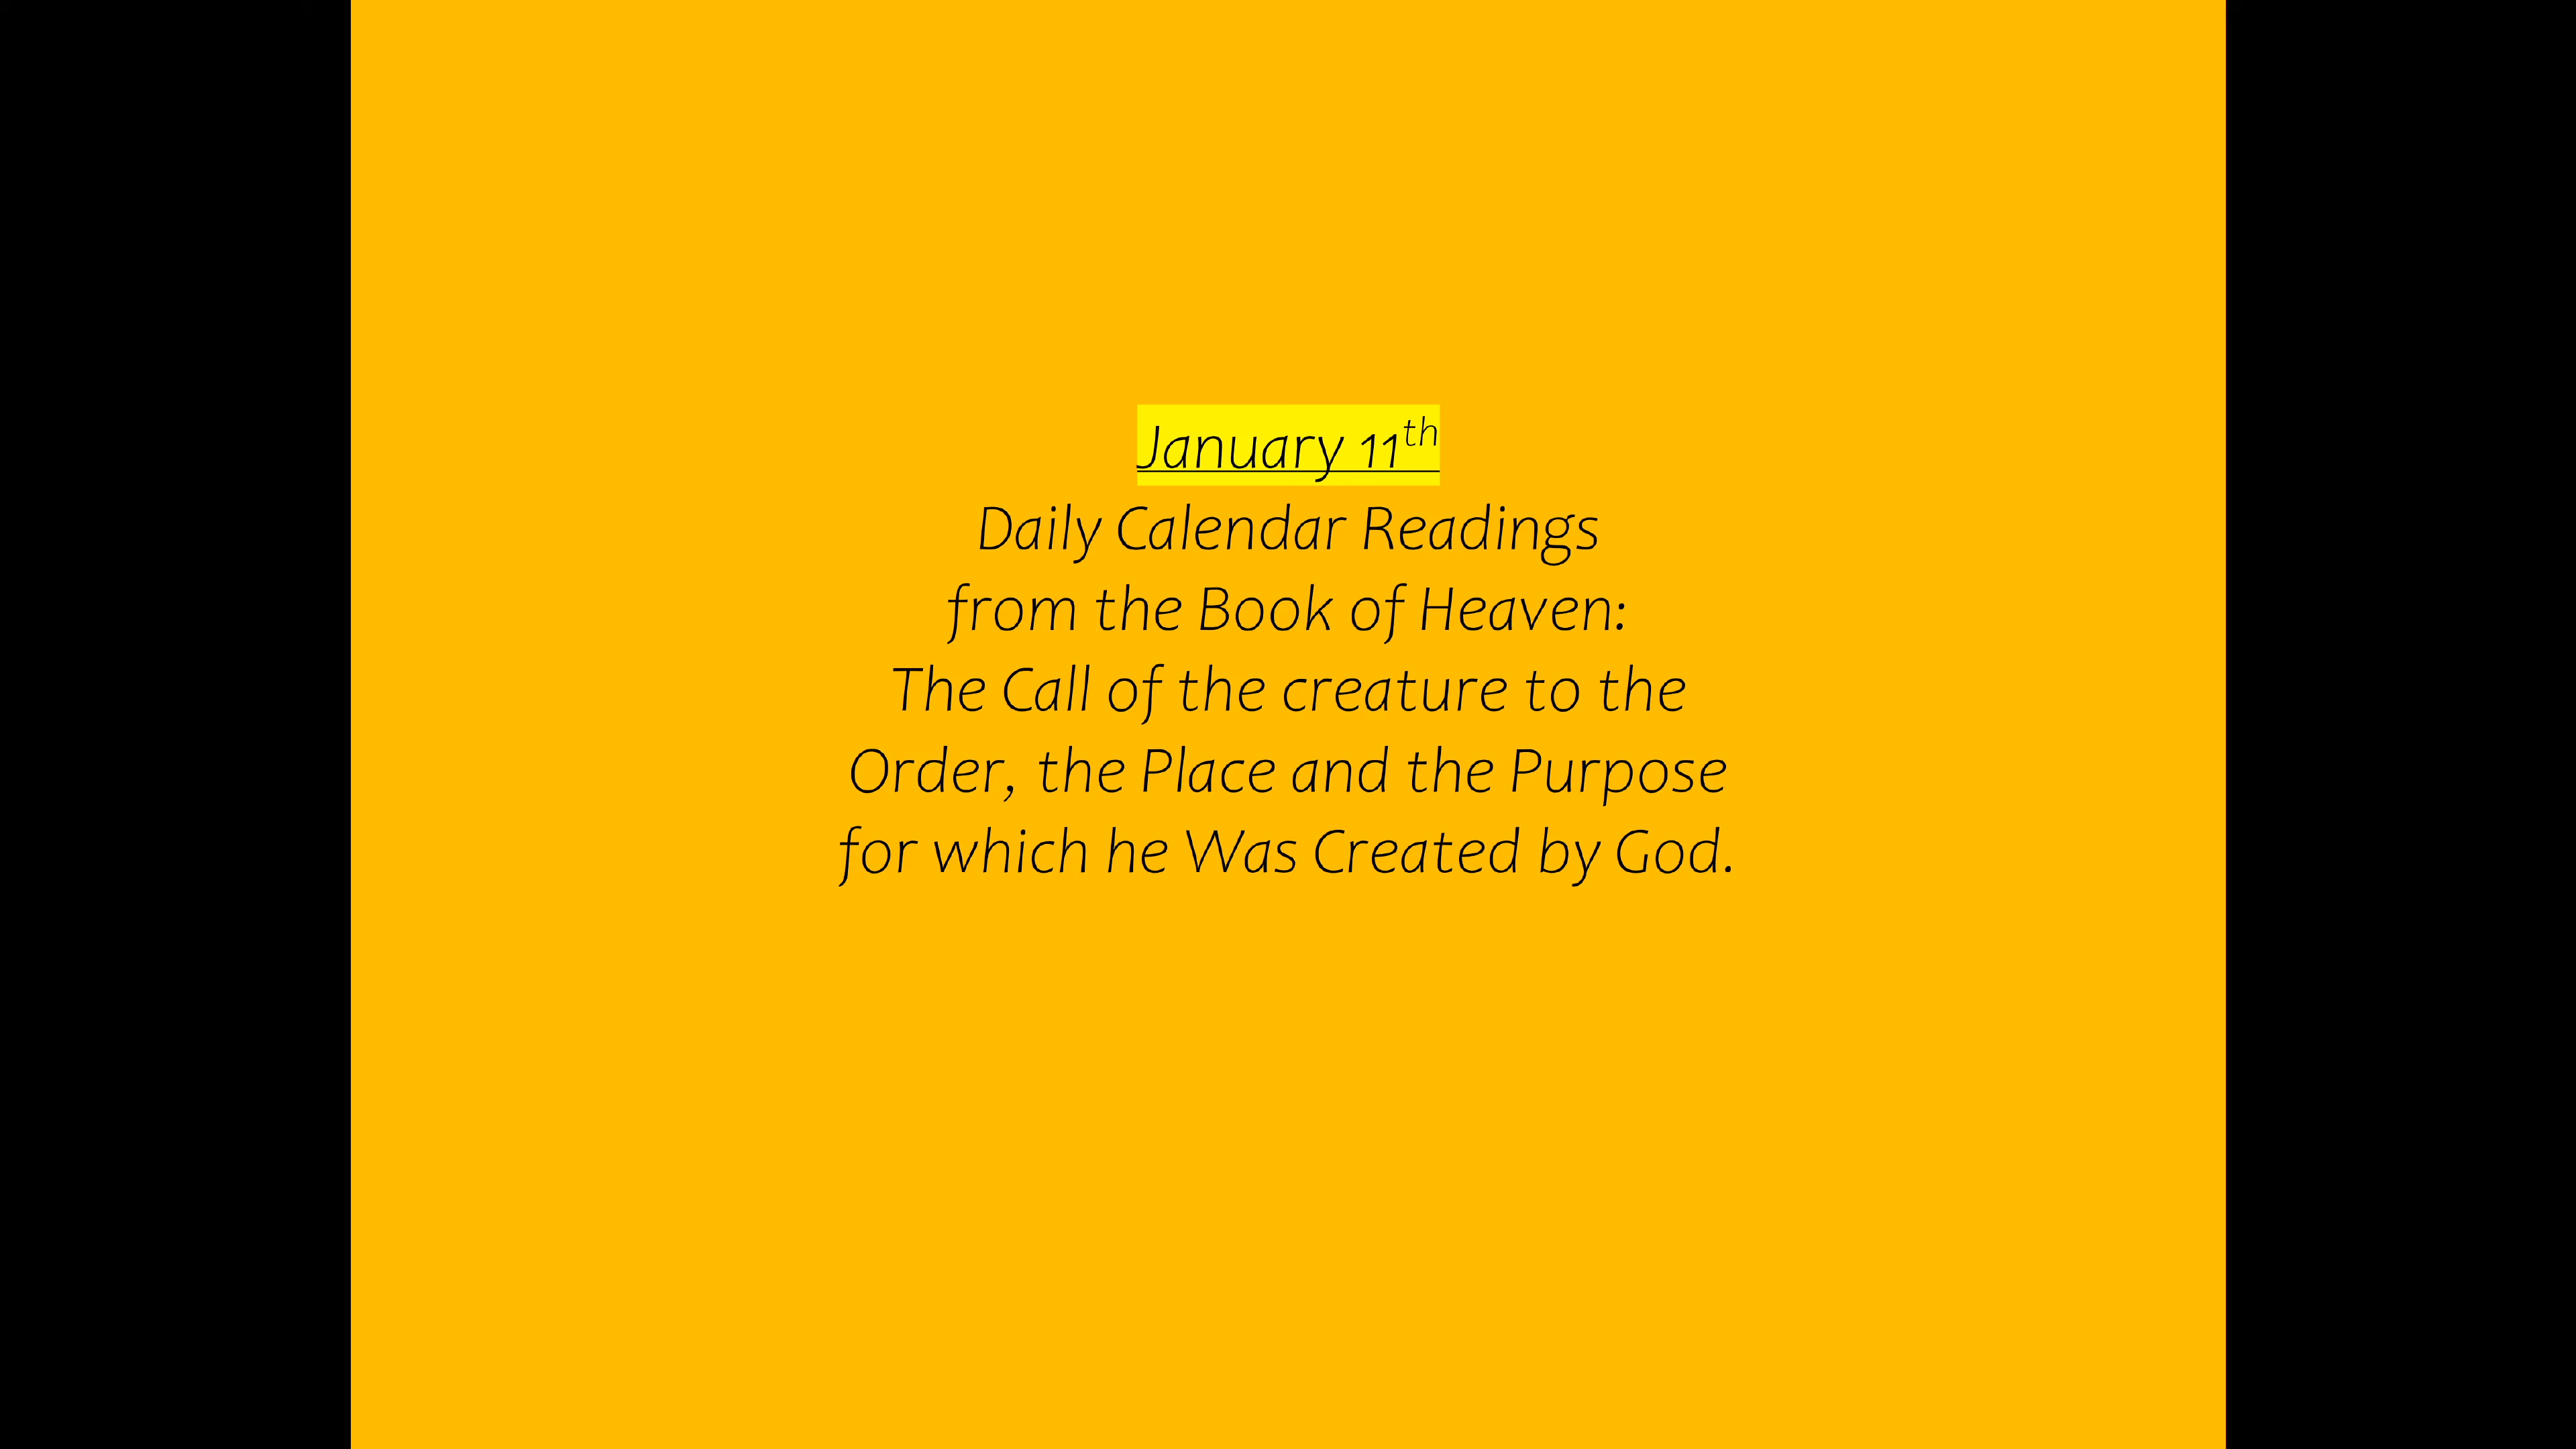 January 11th
Daily Calendar Readings
from the Book of Heaven:
The Call of the creature to the
Order, the Place and the Purpose
for which he Was Created by God.